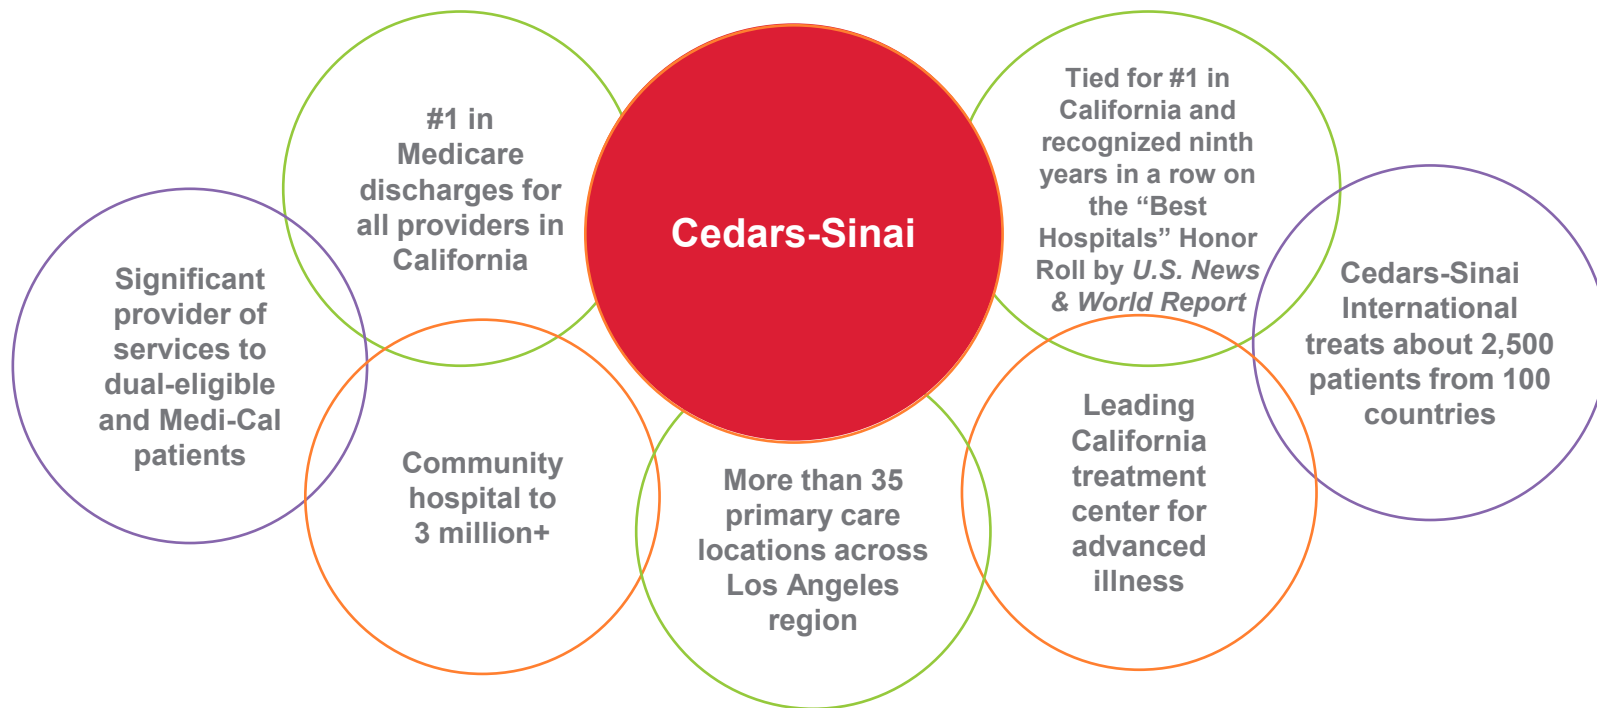 Significant
provider of
services to
dual-eligible
and Medi-Cal
patients
#1 in
Medicare
discharges for
all providers in
California
Community
hospital to
3 million+
Cedars-Sinai
More than 35
primary care
locations across
Los Angeles
region
Tied for #1 in
California and
recognized ninth
years in a row on
the “Best
Hospitals” Honor
Roll by U.S. News
& World Report
Leading
California
treatment
center for
advanced
illness
Cedars-Sinai
International
treats about 2,500
patients from 100
countries